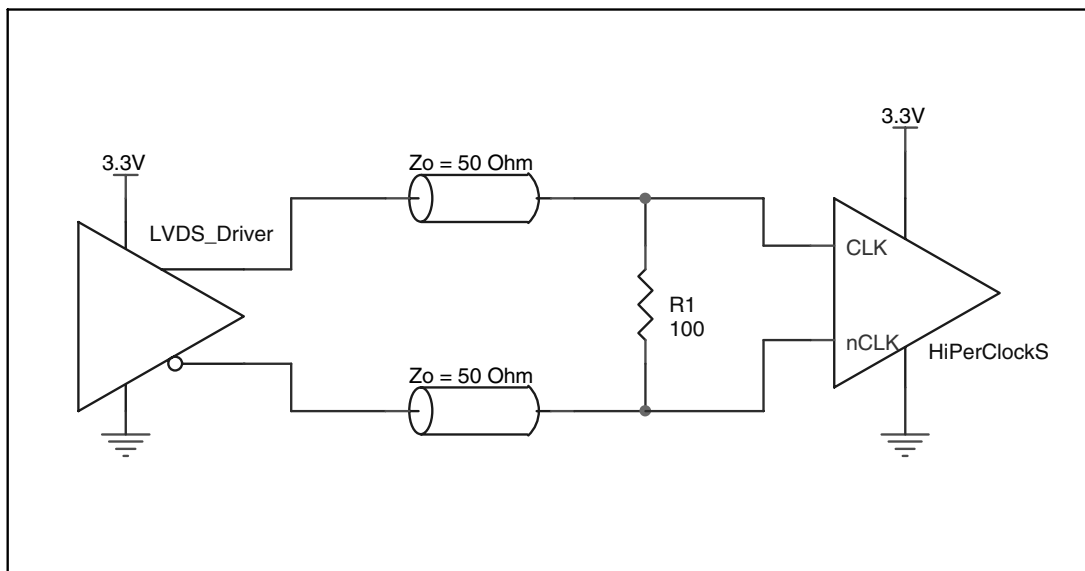 3.3V
LVDS_Driver
Zo = 50 Ohm
Zo = 50 Ohm
R1
100
3.3V
CLK
nCLK
HiPerClockS